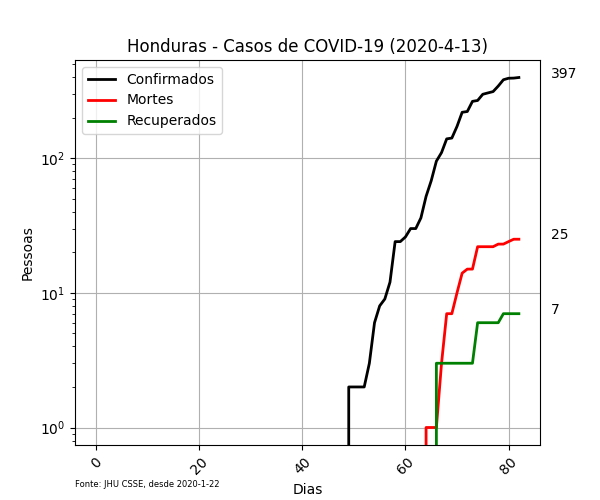 Honduras - Casos de COVID-19 (2020-4-13)
Confirmados
Mortes
Recuperados
397
25
7
Pessoas
10²
10¹
10⁰
0 20 40 60 80
Dias
Fonte: JHU CSSE, desde 2020-1-22